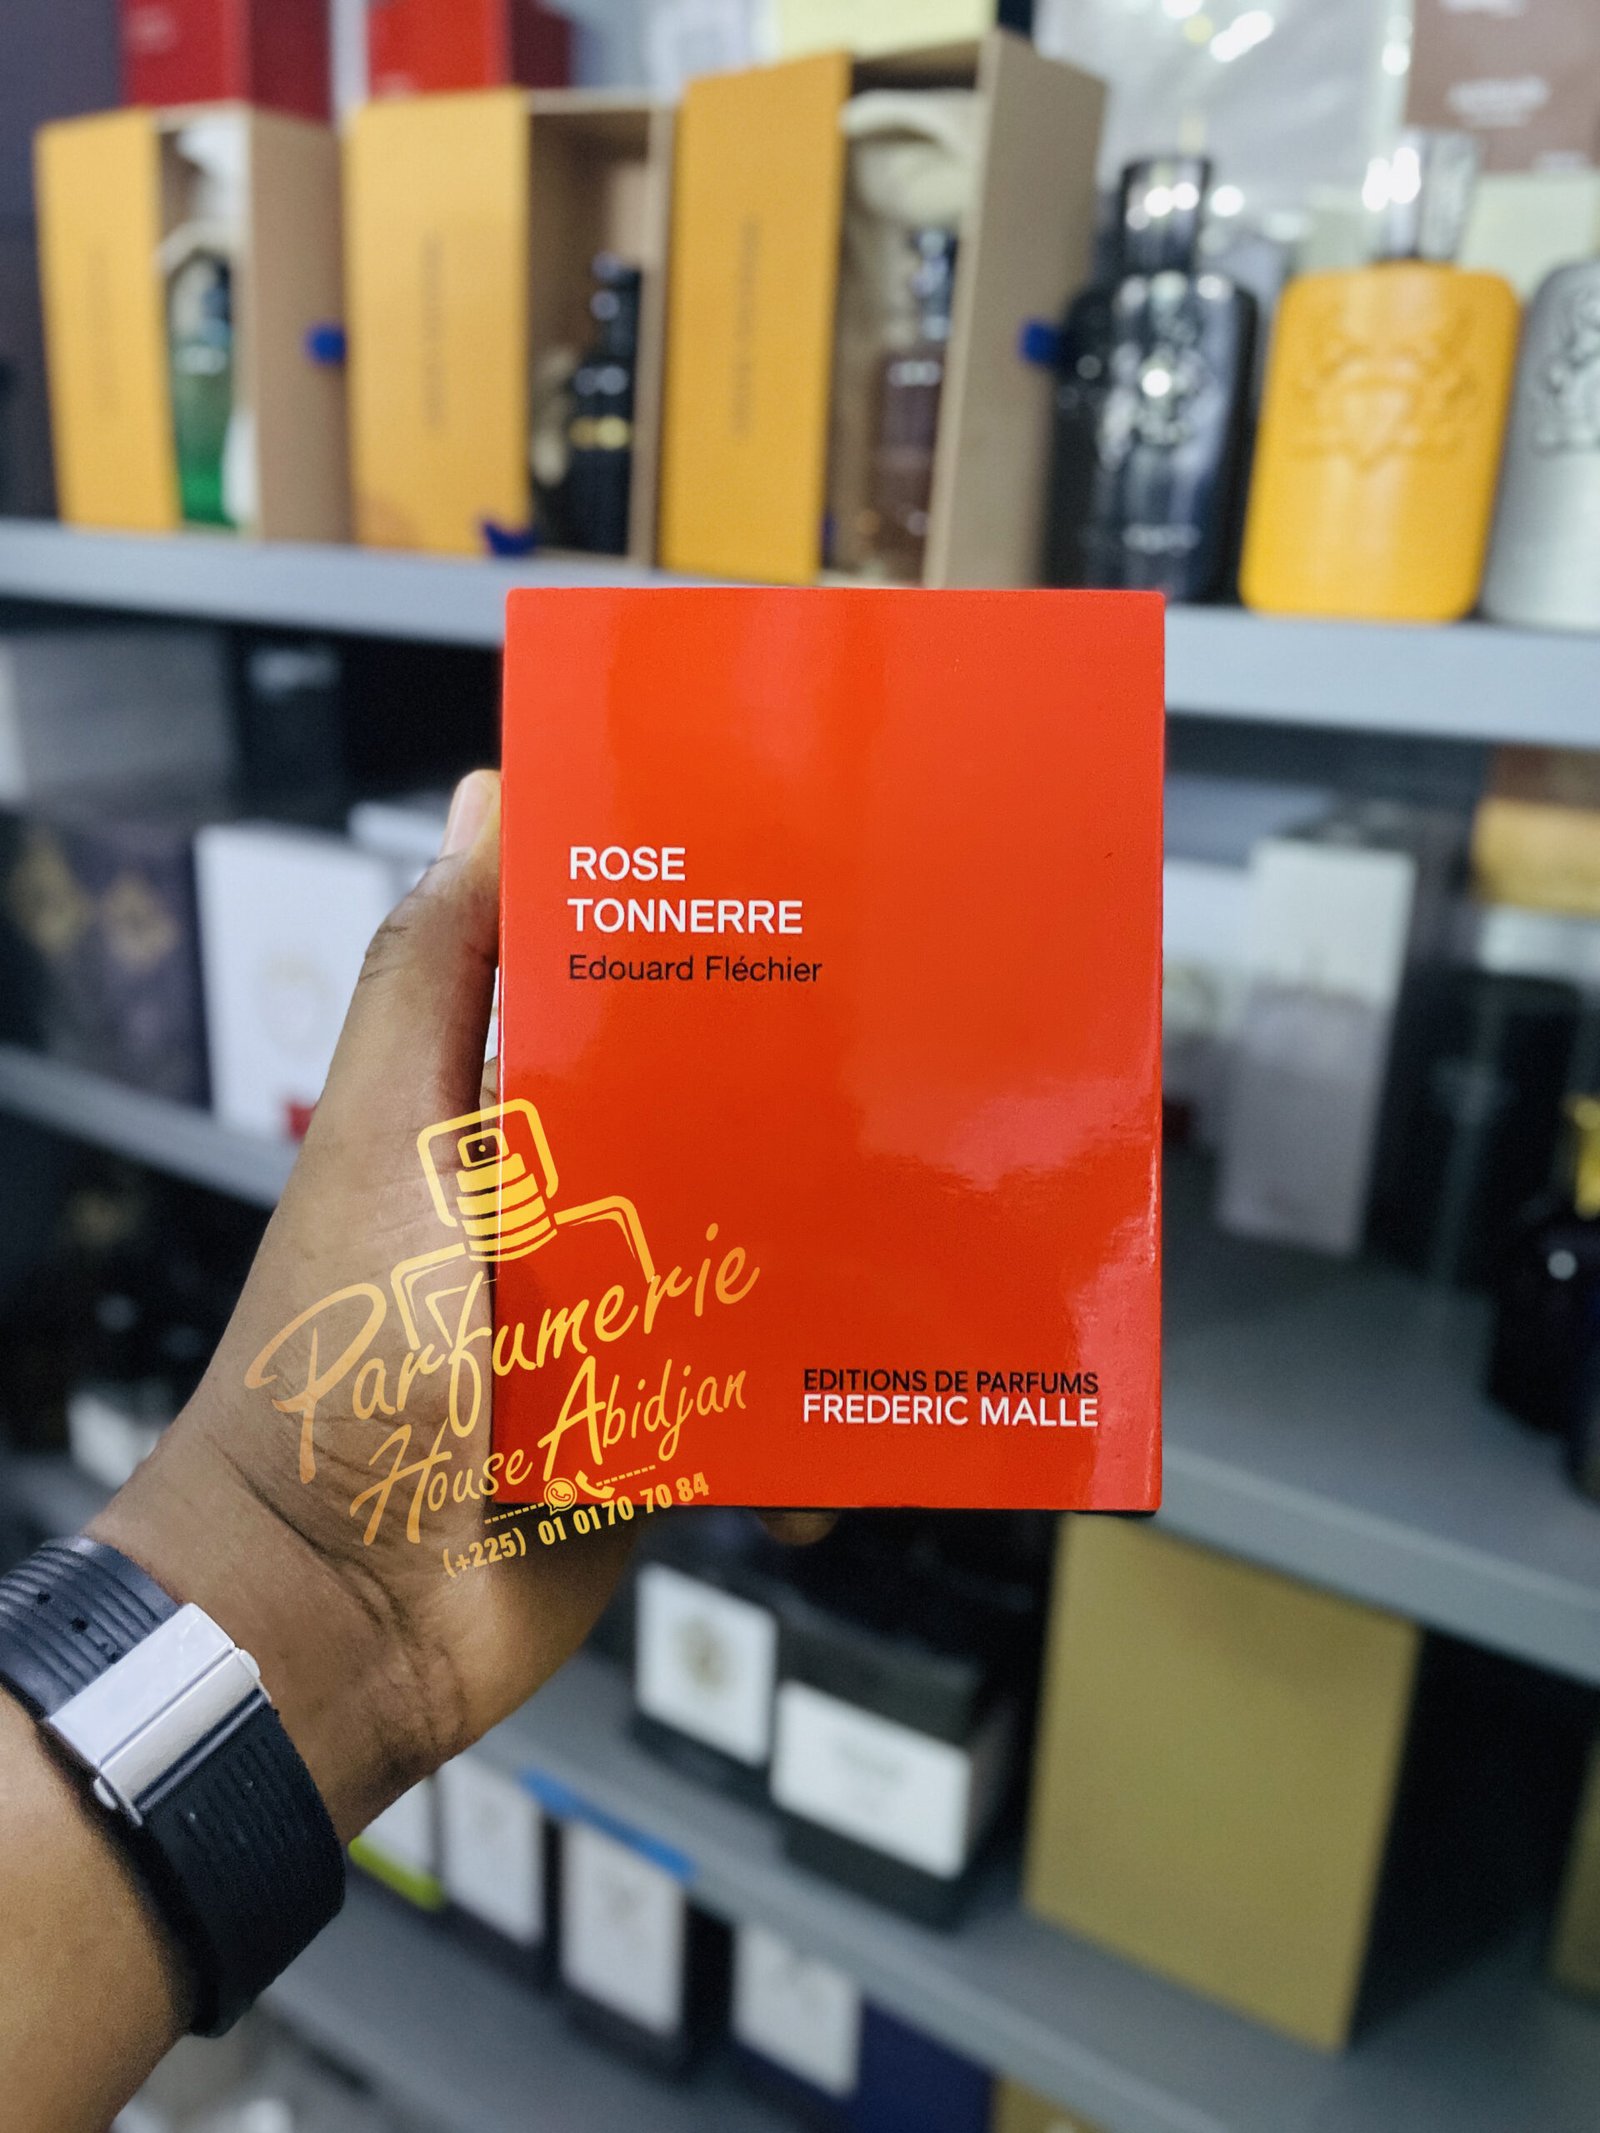 ROSE
TONNERRE
Edouard Fléchier
EDITIONS DE PARFUMS
FREDERIC MALLE
Parfumerie
House Abidjan
(+225) 01 01 70 70 84